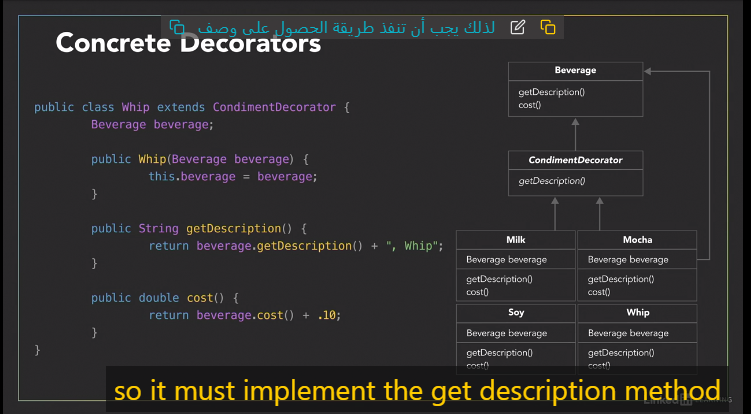 لذلك يجب أن تنفذ طريقة الحصول على وصف
Concrete Decorators
public class Whip extends CondimentDecorator {
Beverage beverage;
public Whip(Beverage beverage) {
this.beverage = beverage;
}
public String getDescription() {
return beverage.getDescription() + ", Whip";
}
public double cost() {
return beverage.cost() + .10;
}
}
Beverage
getDescription()
cost()
CondimentDecorator
getDescription()
Milk
Beverage beverage
getDescription()
cost()
Mocha
Beverage beverage
getDescription()
cost()
Soy
Beverage beverage
getDescription()
cost()
Whip
Beverage beverage
getDescription()
cost()
so it must implement the get description method